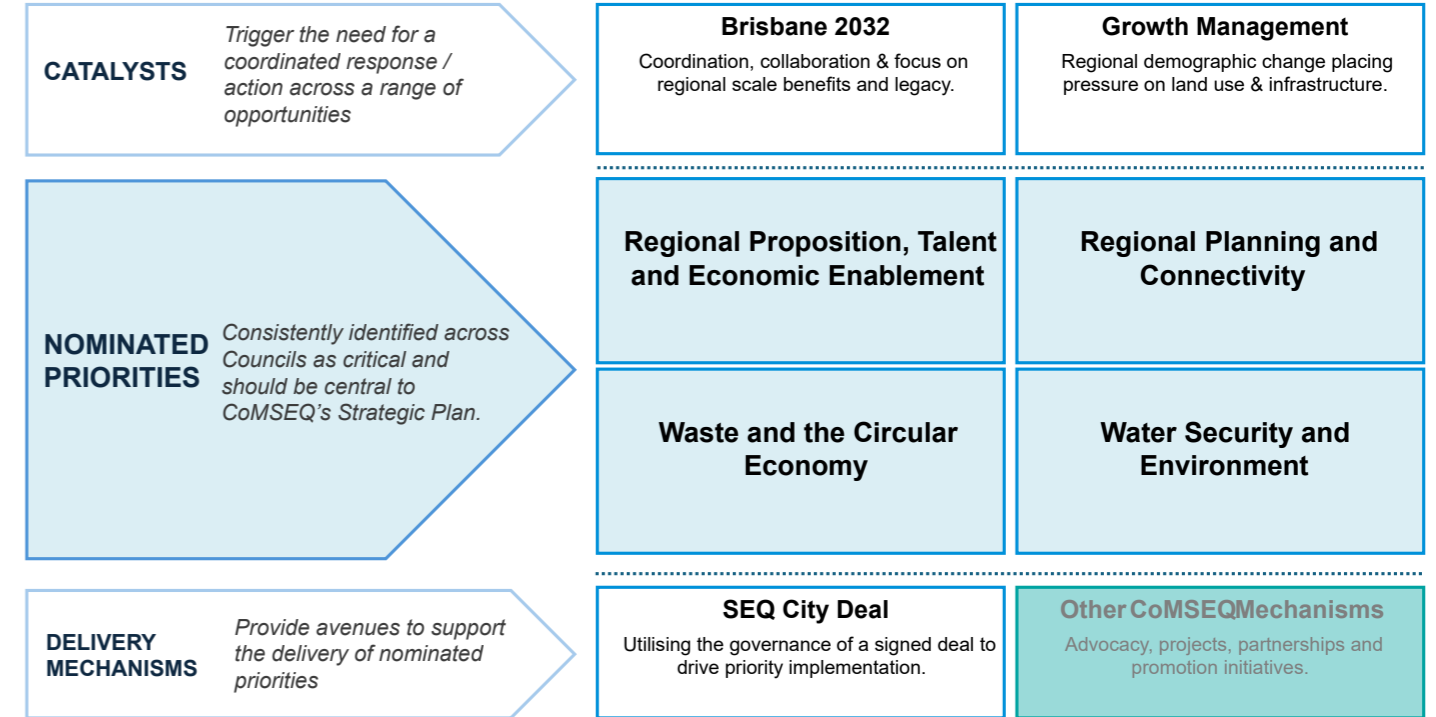 CATALYSTS
Trigger the need for a
coordinated response /
action across a range of
opportunities
Brisbane 2032
Coordination, collaboration & focus on
regional scale benefits and legacy.
Growth Management
Regional demographic change placing
pressure on land use & infrastructure.
NOMINATED
PRIORITIES
Consistently identified across
Councils as critical and
should be central to
CoMSEQ’s Strategic Plan.
Regional Proposition, Talent
and Economic Enablement
Regional Planning and
Connectivity
Waste and the Circular
Economy
Water Security and
Environment
DELIVERY
MECHANISMS
Provide avenues to support
the delivery of nominated
priorities
SEQ City Deal
Utilising the governance of a signed deal to
drive priority implementation.
Other CoMSEQMechanisms
Advocacy, projects, partnerships and
promotion initiatives.